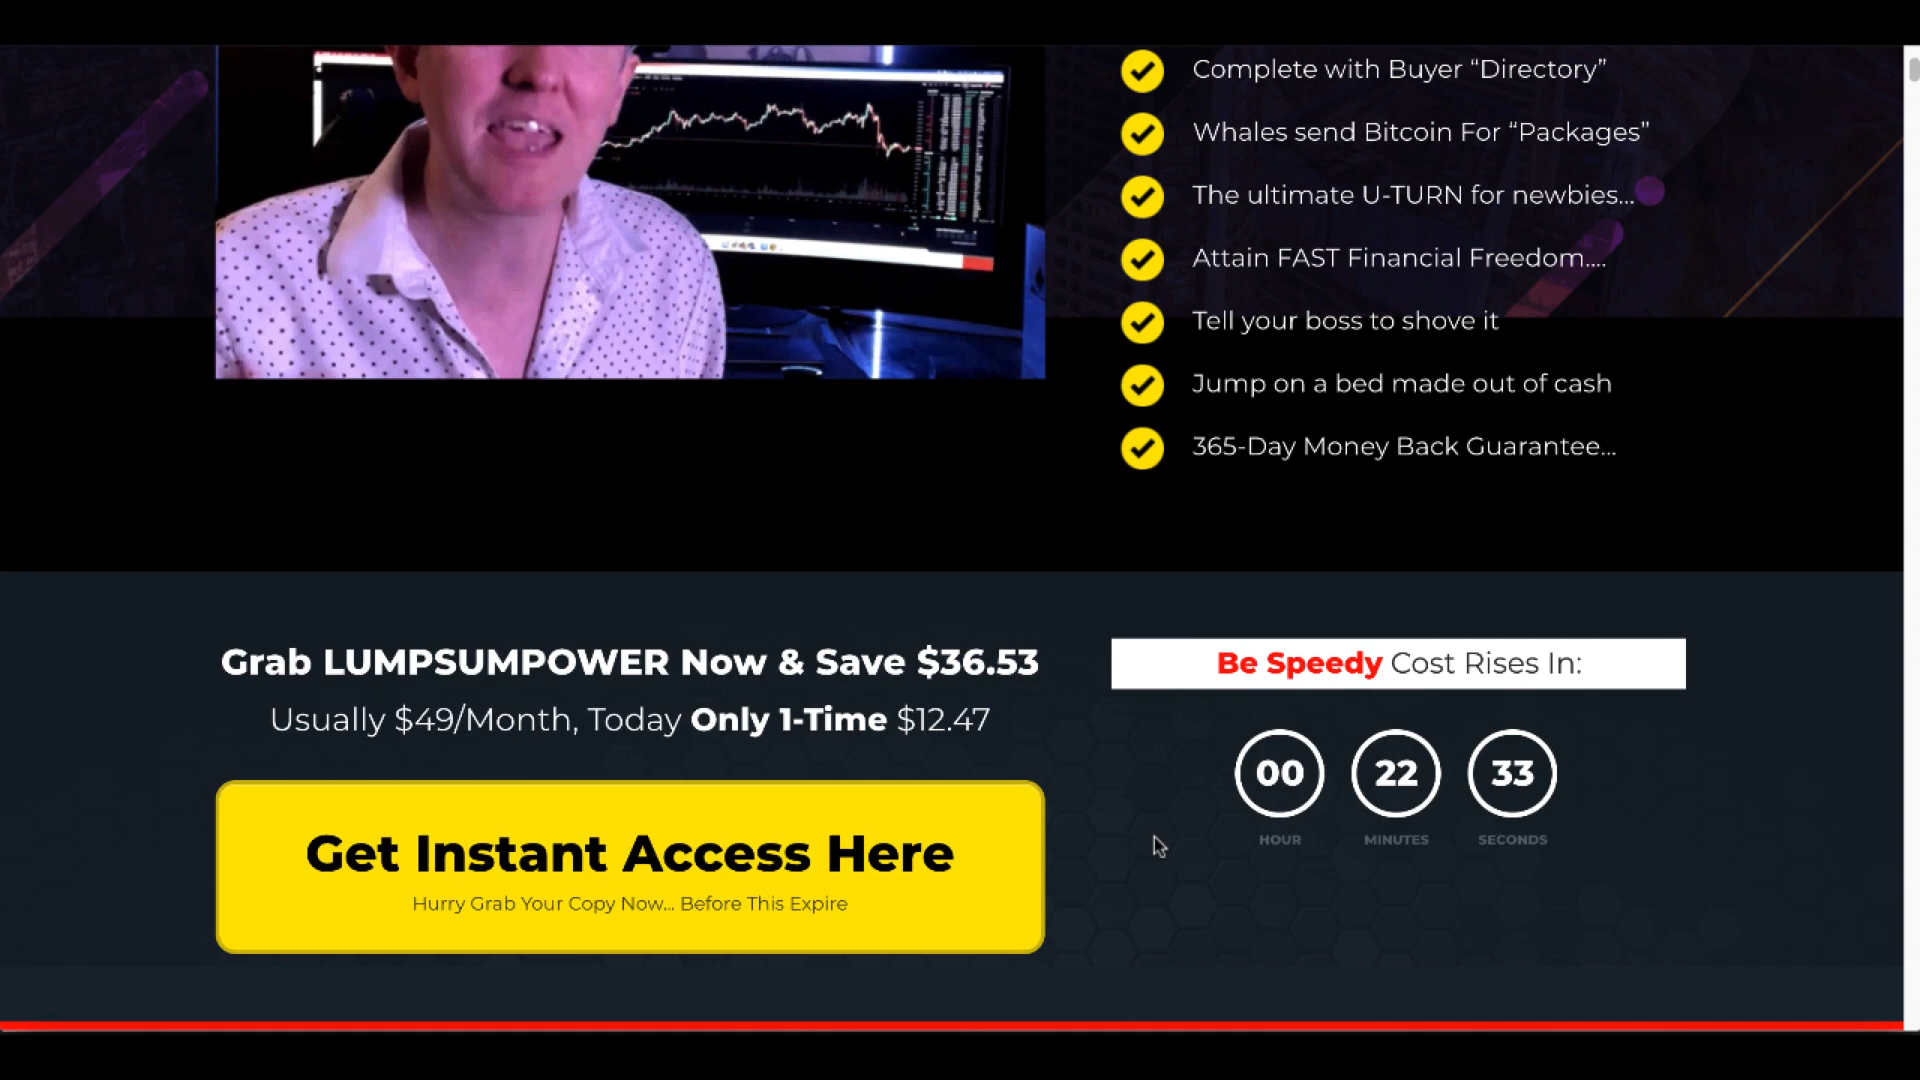 Complete with Buyer “Directory”
Whales send Bitcoin For “Packages”
The ultimate U-TURN for newbies...
Attain FAST Financial Freedom....
Tell your boss to shove it
Jump on a bed made out of cash
365-Day Money Back Guarantee...
Grab LUMPSUMPOWER Now & Save $36.53
Usually $49/Month, Today Only 1-Time $12.47
Get Instant Access Here
Hurry Grab Your Copy Now... Before This Expire
Be Speedy Cost Rises In:
00 22 33
HOUR MINUTES SECONDS